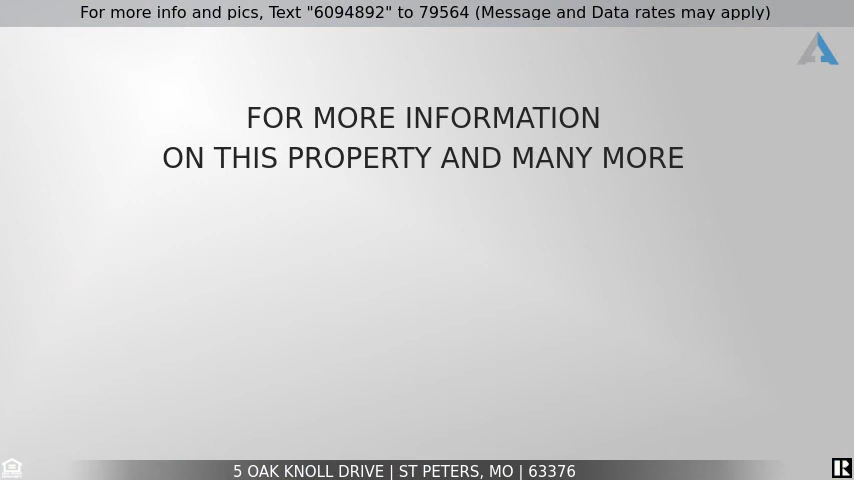 For more info and pics, Text "6094892" to 79564 (Message and Data rates may apply)
FOR MORE INFORMATION
ON THIS PROPERTY AND MANY MORE
5 OAK KNOLL DRIVE | ST PETERS, MO | 63376